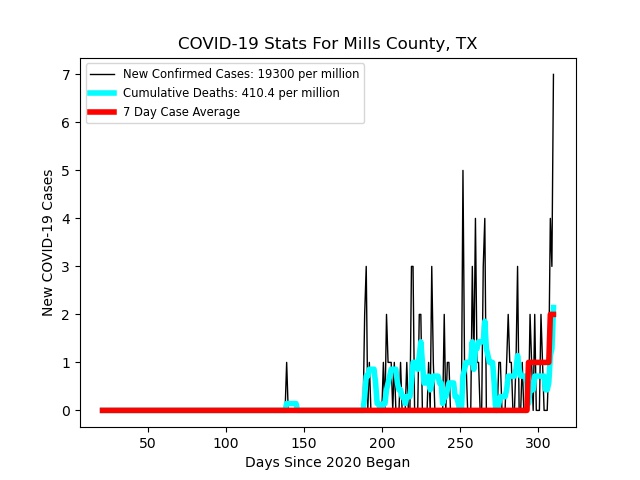 COVID-19 Stats For Mills County, TX
New Confirmed Cases: 19300 per million
Cumulative Deaths: 410.4 per million
7 Day Case Average
New COVID-19 Cases
7
6
5
4
3
2
1
0
50 100 150 200 250 300
Days Since 2020 Began